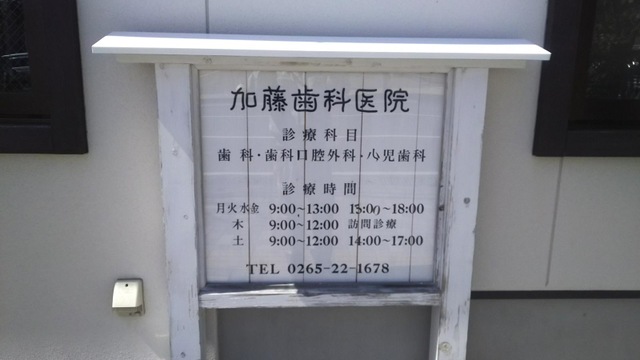 加藤歯科医院
診療科目
歯科・歯科口腔外科・小児歯科
診療時間
月火水金 9:00~13:00 15:00~18:00
木 9:00~12:00 訪問診療
土 9:00~12:00 14:00~17:00
TEL 0265-22-1678